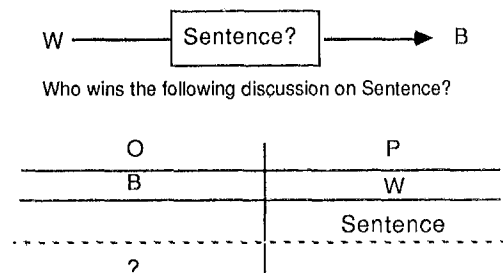 W Sentence? B
Who wins the following discussion on Sentence?
O P
B W
Sentence
?